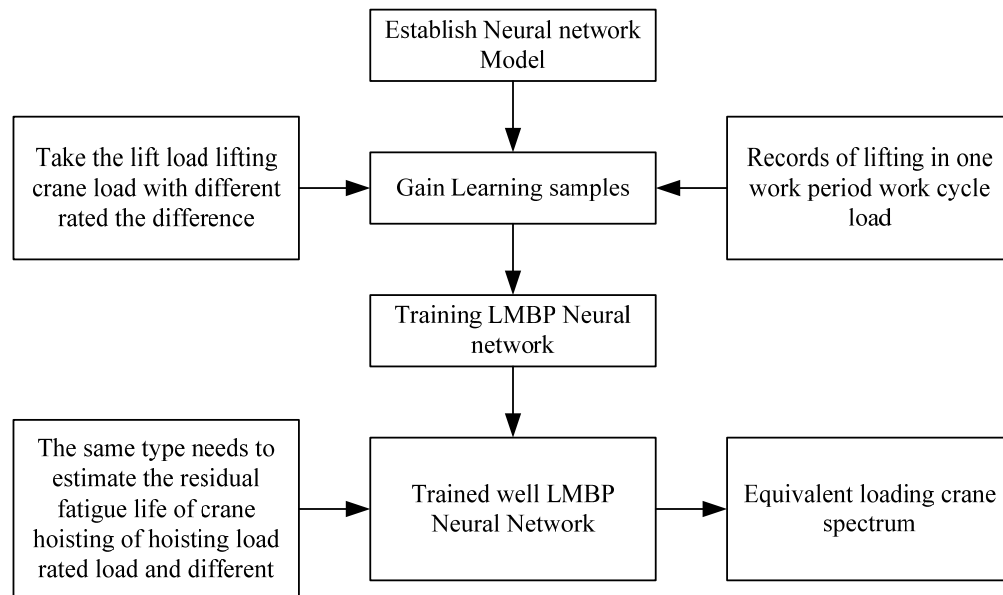 Establish Neural network
Model
Take the lift load lifting
crane load with different
rated the difference
Gain Learning samples
Records of lifting in one
work period work cycle
load
Training LMBP Neural
network
The same type needs to
estimate the residual
fatigue life of crane
hoisting of hoisting load
rated load and different
Trained well LMBP
Neural Network
Equivalent loading crane
spectrum